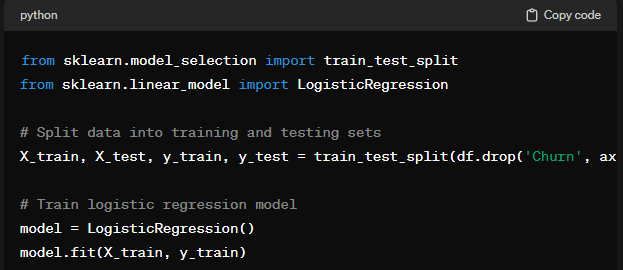 python
Copy code
from sklearn.model_selection import train_test_split
from sklearn.linear_model import LogisticRegression
# Split data into training and testing sets
X_train, X_test, y_train, y_test = train_test_split(df.drop('Churn', ax
# Train logistic regression model
model = LogisticRegression()
model.fit(X_train, y_train)